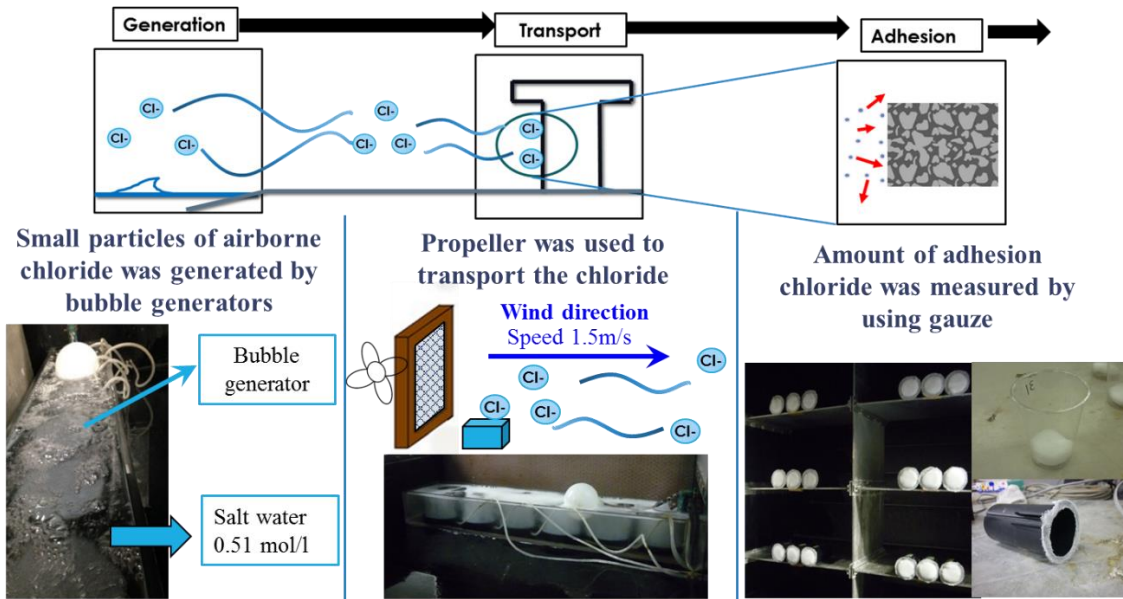 Generation
Transport
Adhesion
Cl-
Cl-
Cl-
Cl-
Cl-
Cl-
Cl-
Cl-
Small particles of airborne
chloride was generated by
bubble generators
Propeller was used to
transport the chloride
Amount of adhesion
chloride was measured by
using gauze
Bubble
generator
Salt water
0.51 mol/l
Wind direction
Speed 1.5m/s
Cl-
Cl-
Cl-
Cl-
Cl-